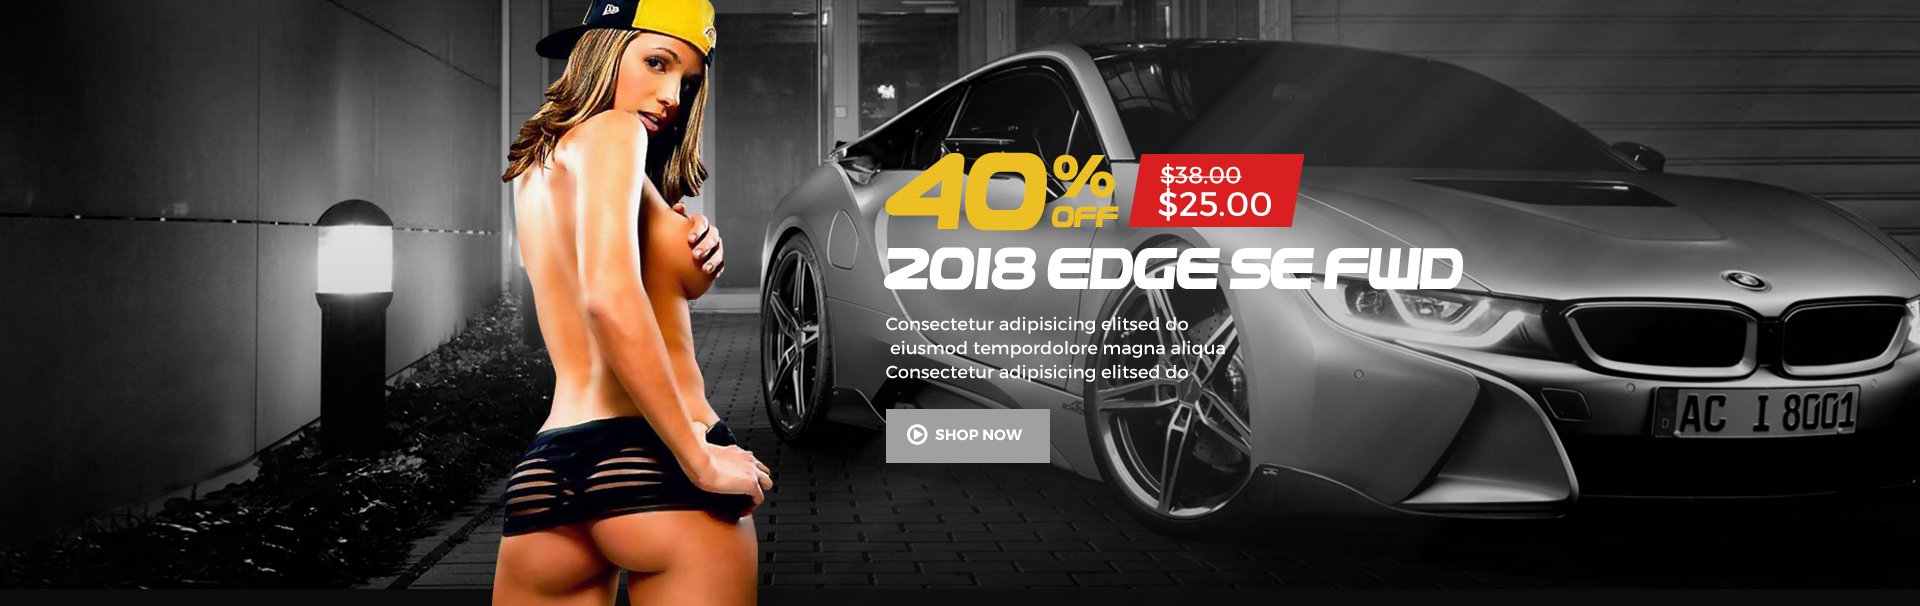 40% OFF
$38.00
$25.00
2018 EDGE SE FWD
Consectetur adipisicing elitsed do
eiusmod tempordolore magna aliqua
Consectetur adipisicing elitsed do
SHOP NOW
AC I 8001